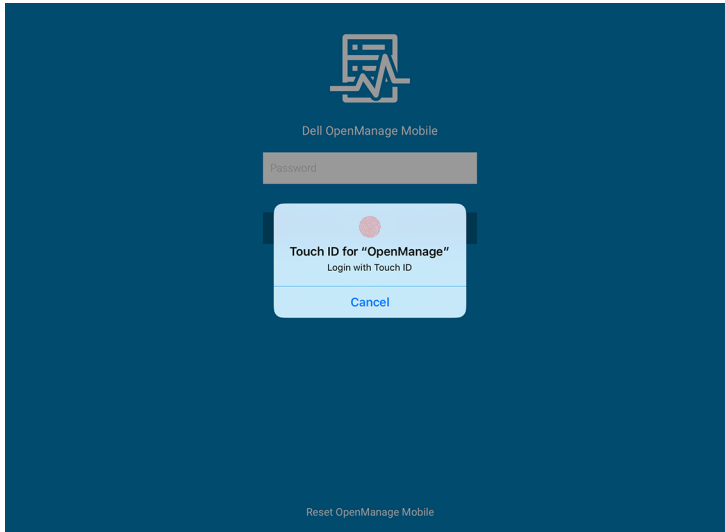 Dell OpenManage Mobile
Password
Touch ID for “OpenManage”
Login with Touch ID
Cancel
Reset OpenManage Mobile